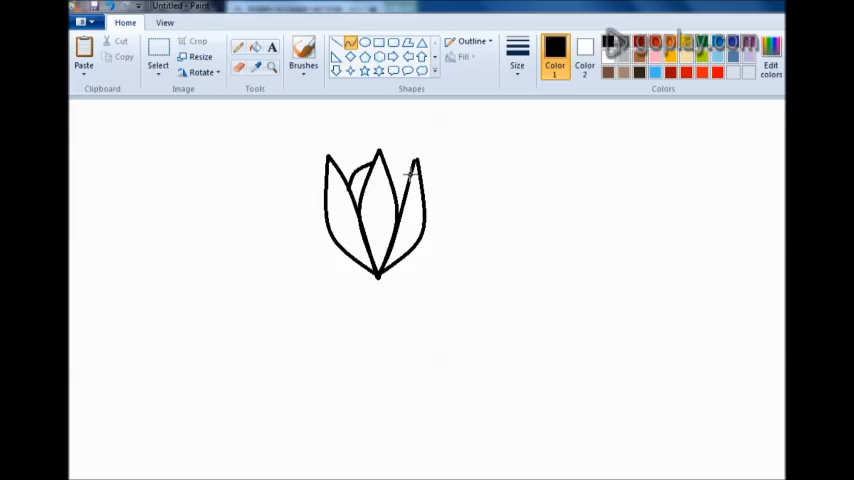 Untitled - Paint
Home View
Paste
Cut
Copy
Clipboard
Select
Crop
Resize
Rotate
Image
A
Tools
Brushes
Shapes
Outline
Fill
Size
Color
1
Color
2
Edit
colors
Colors
goplay.com